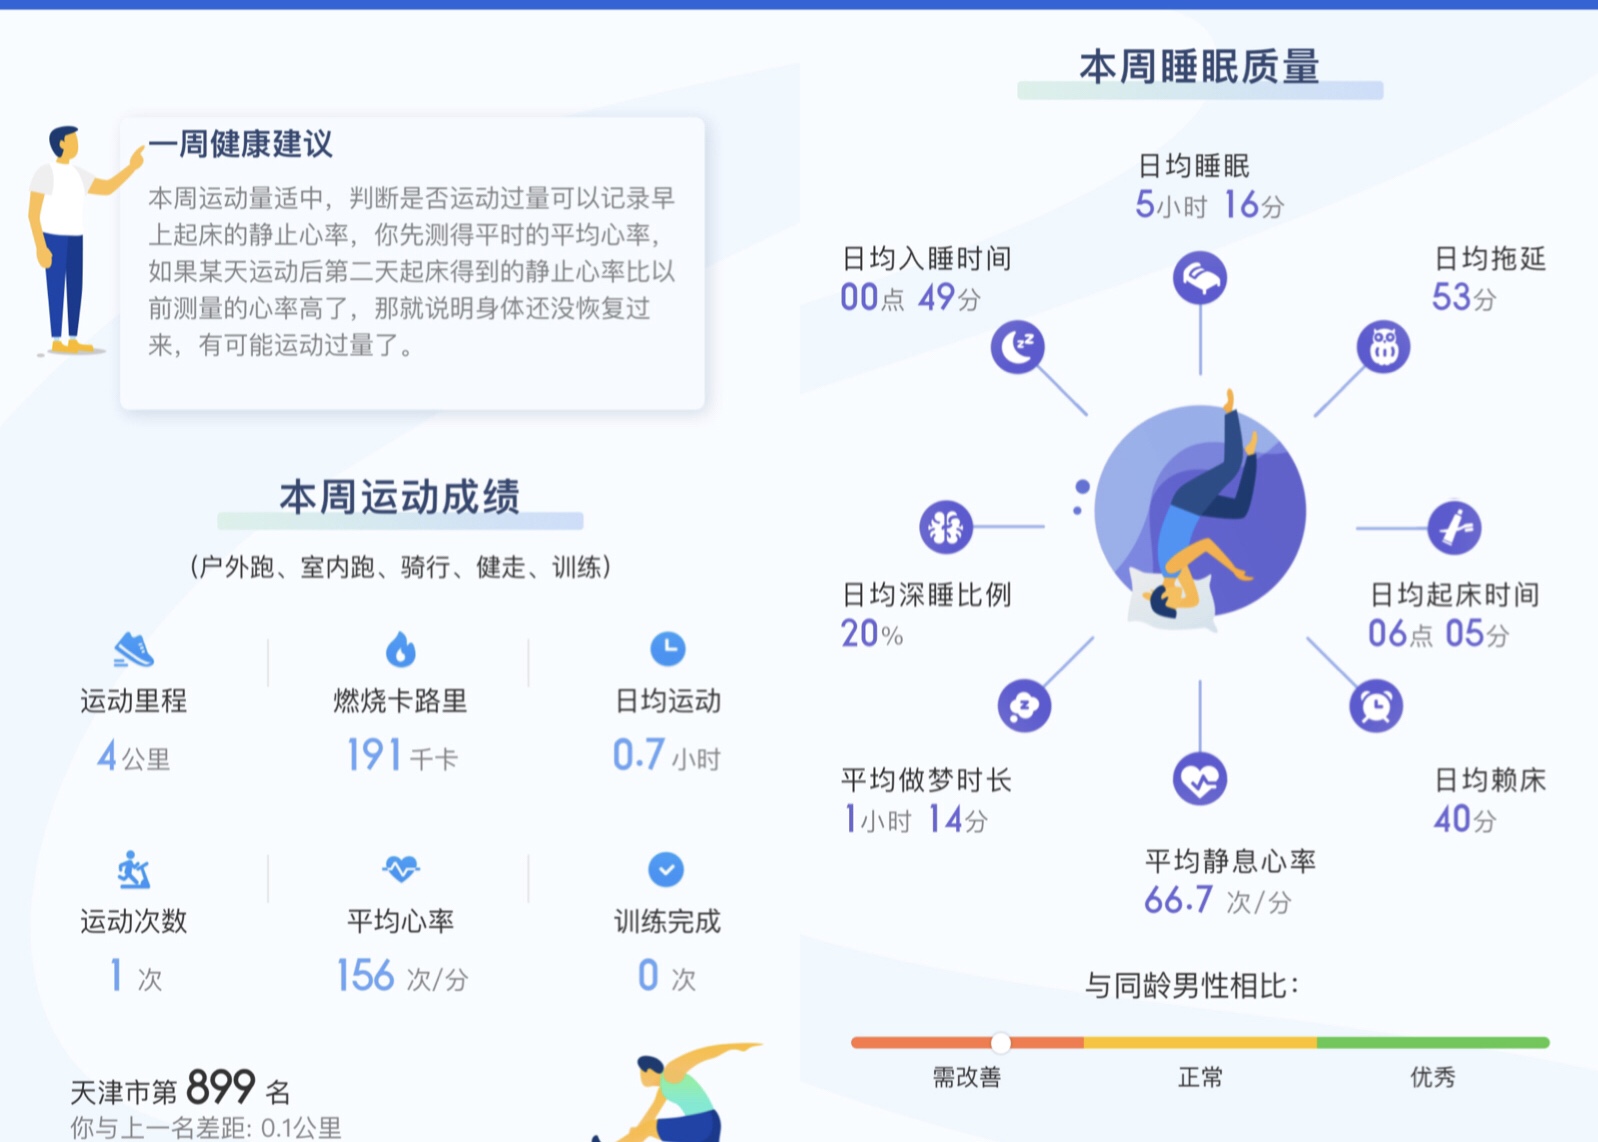 一周健康建议
本周运动量适中，判断是否运动过量可以记录早
上起床的静止心率，你先测得平时的平均心率，
如果某天运动后第二天起床得到的静止心率比以
前测量的心率高了，那就说明身体还没恢复过
来，有可能运动过量了。
本周运动成绩
（户外跑、室内跑、骑行、健走、训练）
运动里程
4公里
燃烧卡路里
191千卡
日均运动
0.7小时
运动次数
1 次
平均心率
156 次/分
训练完成
0 次
天津市第 899 名
你与上一名差距: 0.1公里
本周睡眠质量
日均睡眠
5小时 16分
日均入睡时间
00点 49分
日均拖延
53分
日均深睡比例
20%
日均起床时间
06点 05分
平均做梦时长
1小时 14分
日均赖床
40分
平均静息心率
66.7 次/分
与同龄男性相比：
需改善
正常
优秀